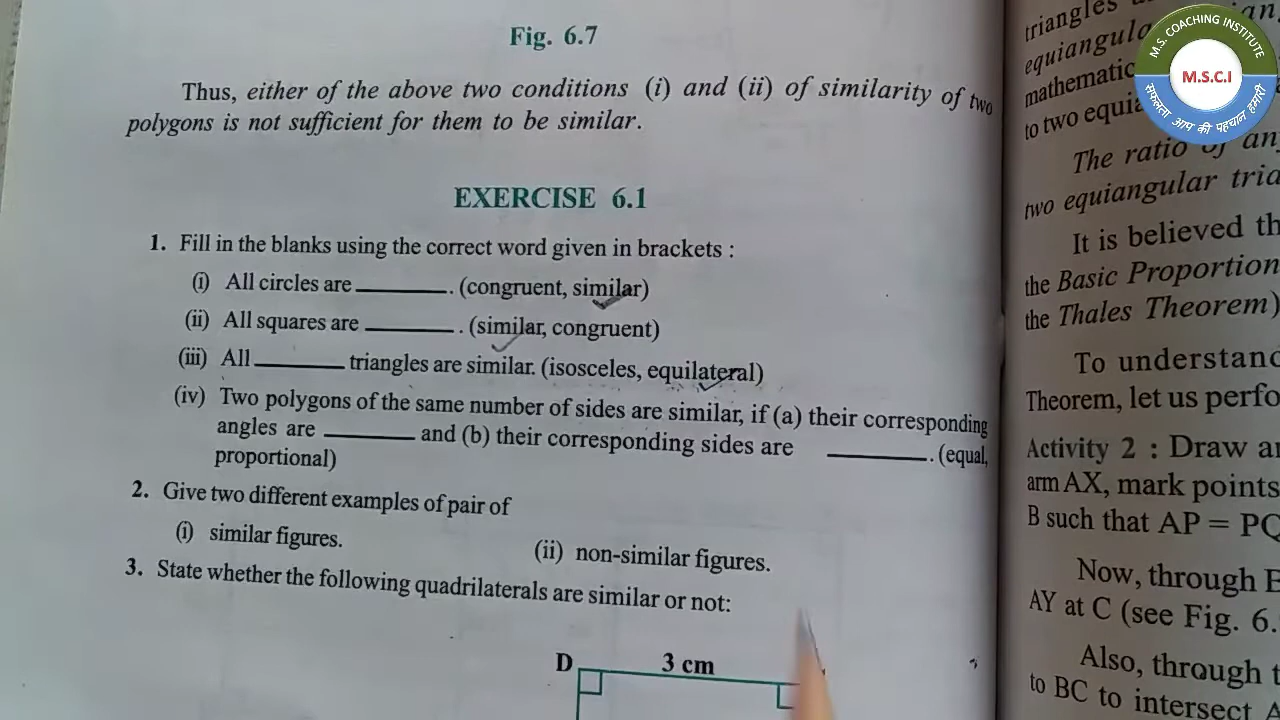 Fig. 6.7
Thus, either of the above two conditions (i) and (ii) of similarity of two
polygons is not sufficient for them to be similar.
EXERCISE 6.1
1. Fill in the blanks using the correct word given in brackets :
(i) All circles are ________. (congruent, similar)
(ii) All squares are ________. (similar, congruent)
(iii) All ________ triangles are similar. (isosceles, equilateral)
(iv) Two polygons of the same number of sides are similar, if (a) their corresponding
angles are ________ and (b) their corresponding sides are ________. (equal,
proportional)
2. Give two different examples of pair of
(i) similar figures. (ii) non-similar figures.
3. State whether the following quadrilaterals are similar or not:
D 3 cm
triangles
equiangula
mathematic
to two equia
The ratio of an
two equiangular tria
It is believed th
the Basic Proportion
the Thales Theorem)
To understand
Theorem, let us perfo
Activity 2 : Draw an
arm AX, mark points
B such that AP = PQ
Now, through B
AY at C (see Fig. 6.
Also, through t
to BC to intersect A
M.S. COACHING INSTITUTE
M.S.C.I
सफलता आप की पहचान हमारी